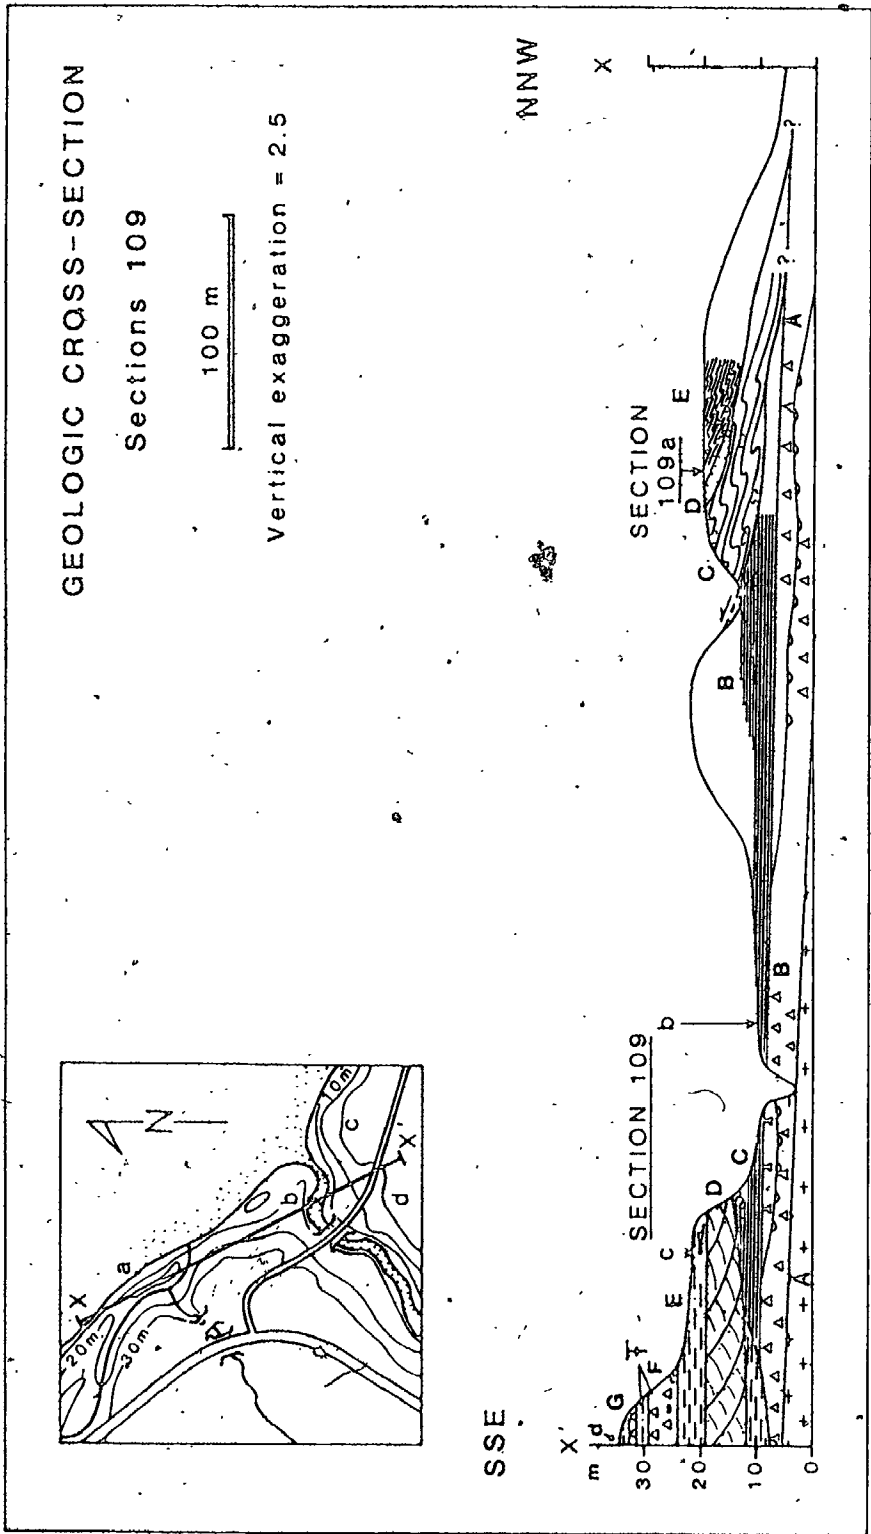 GEOLOGIC CROSS-SECTION
Sections 109
100 m
Vertical exaggeration = 2.5
N
X
a
20m
30m
b
10m
c
X'
d
SSE
NNW
X'
X
m
30
20
10
0
d
G
F
E
c
D
C
A
SECTION 109
b
B
B
C
D
SECTION
109a
E
A
?
?